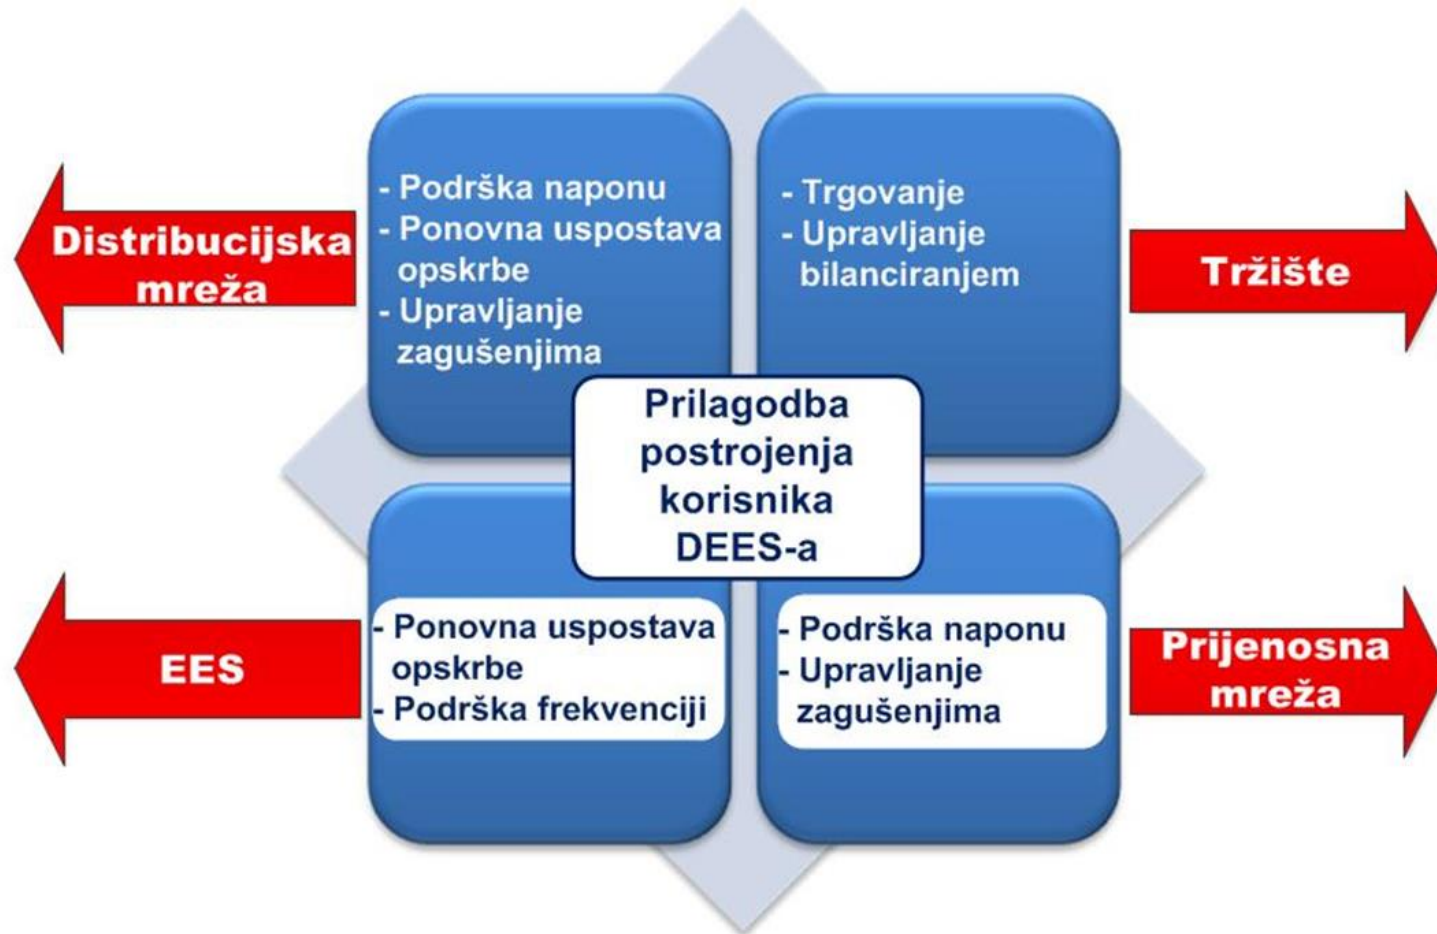 Distribucijska
mreža
- Podrška naponu
- Ponovna uspostava
opskrbe
- Upravljanje
zagušenjima
- Trgovanje
- Upravljanje
bilanciranjem
Tržište
Prilagodba
postrojenja
korisnika
DEES-a
EES
- Ponovna uspostava
opskrbe
- Podrška frekvenciji
- Podrška naponu
- Upravljanje
zagušenjima
Prijenosna
mreža